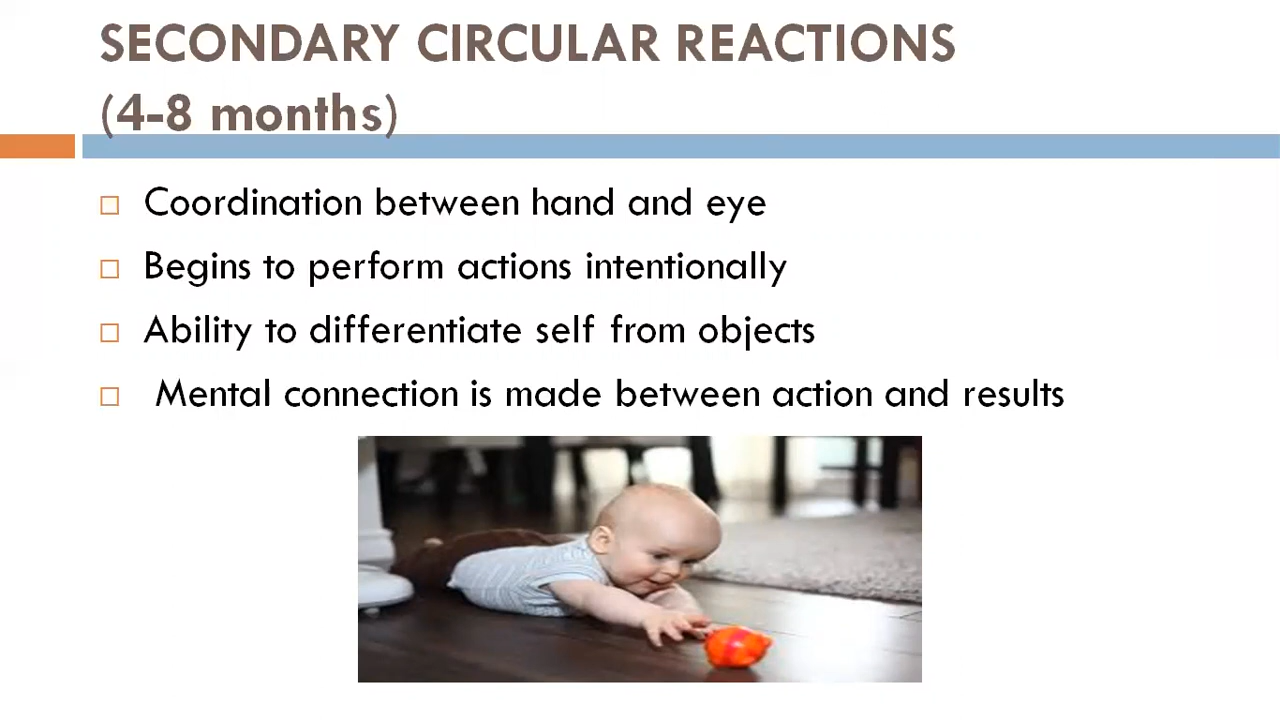 SECONDARY CIRCULAR REACTIONS
(4-8 months)
Coordination between hand and eye
Begins to perform actions intentionally
Ability to differentiate self from objects
Mental connection is made between action and results